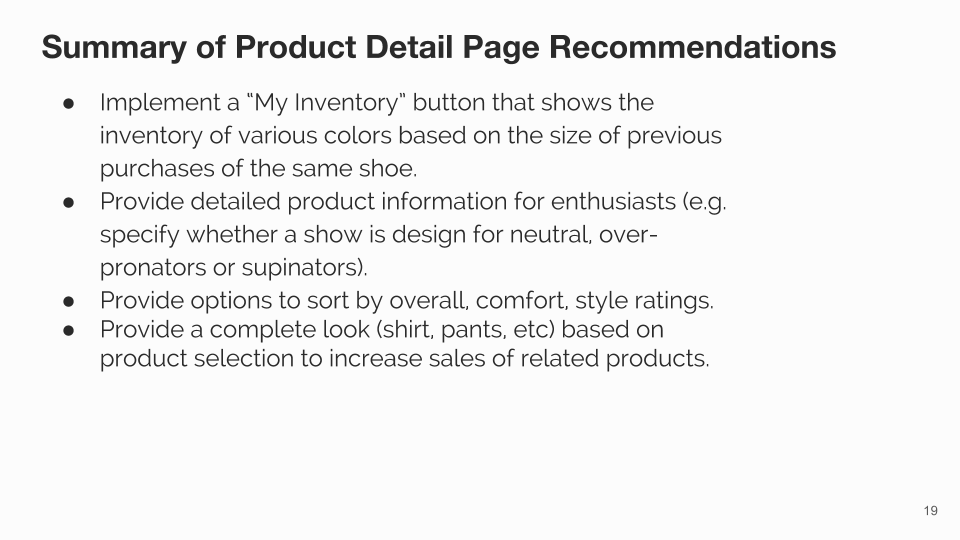 Summary of Product Detail Page Recommendations
● Implement a “My Inventory” button that shows the
inventory of various colors based on the size of previous
purchases of the same shoe.
● Provide detailed product information for enthusiasts (e.g.
specify whether a show is design for neutral, over-
pronators or supinators).
● Provide options to sort by overall, comfort, style ratings.
● Provide a complete look (shirt, pants, etc) based on
product selection to increase sales of related products.
19